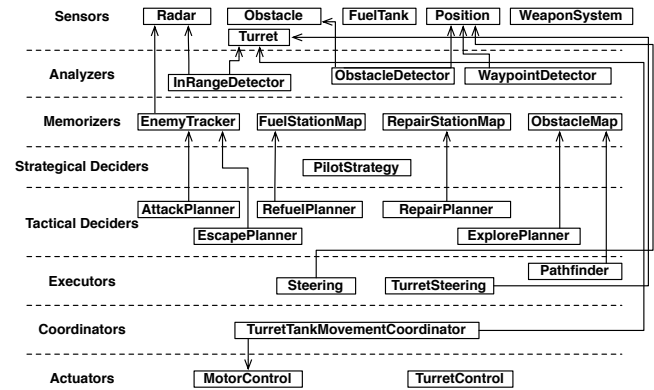 Sensors Radar Obstacle FuelTank Position WeaponSystem
Turret
Analyzers InRangeDetector ObstacleDetector WaypointDetector
Memorizers EnemyTracker FuelStationMap RepairStationMap ObstacleMap
Strategical Deciders PilotStrategy
Tactical Deciders AttackPlanner RefuelPlanner RepairPlanner
EscapePlanner ExplorePlanner
Pathfinder
Executors Steering TurretSteering
Coordinators TurretTankMovementCoordinator
Actuators MotorControl TurretControl